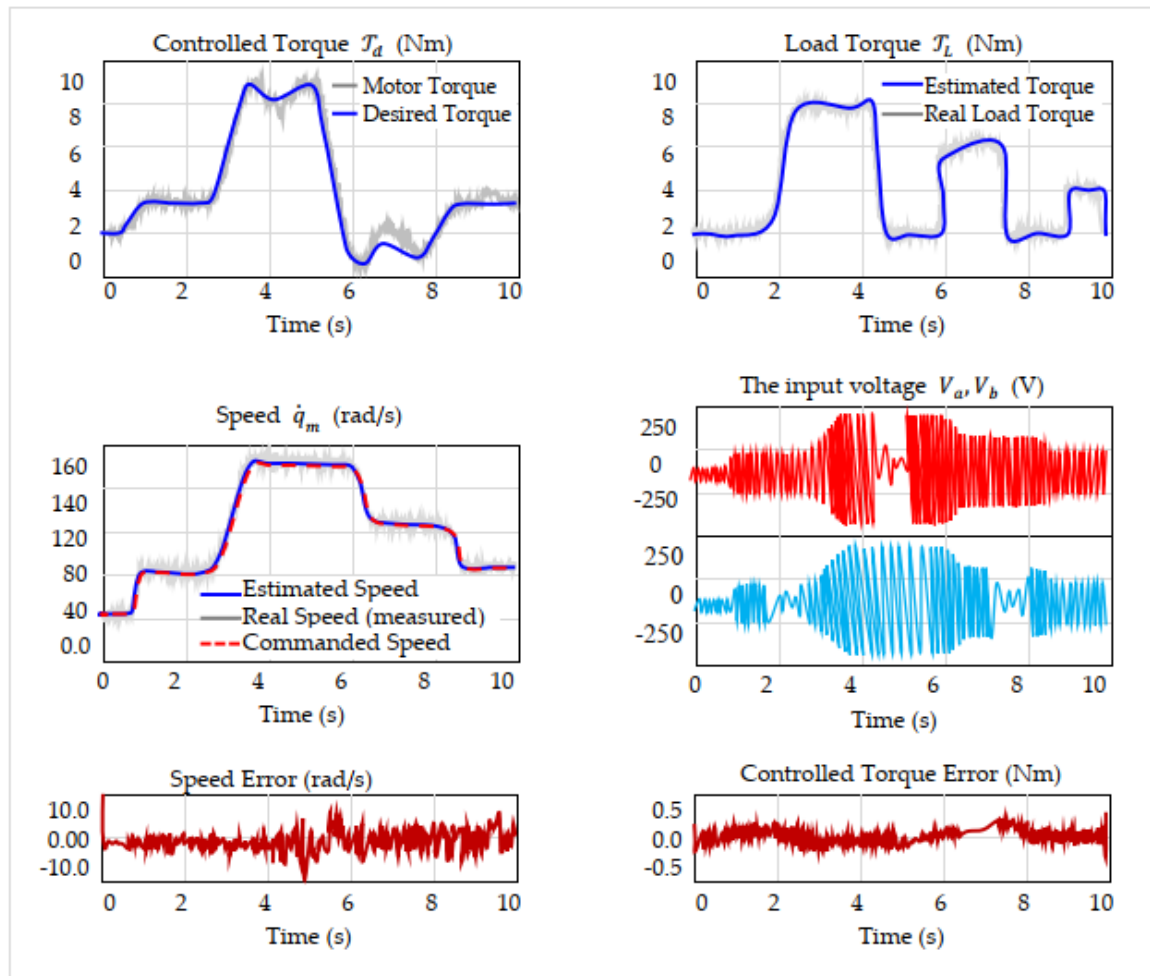 Controlled Torque 𝒯_d (Nm)
10
8
6
4
2
0
Motor Torque
Desired Torque
0 2 4 6 8 10
Time (s)
Load Torque 𝒯_L (Nm)
10
8
6
4
2
0
Estimated Torque
Real Load Torque
0 2 4 6 8 10
Time (s)
Speed q̇_m (rad/s)
160
140
120
80
40
0.0
Estimated Speed
Real Speed (measured)
Commanded Speed
0 2 4 6 8 10
Time (s)
The input voltage V_a, V_b (V)
250
0
-250
250
0
-250
0 2 4 6 8 10
Time (s)
Speed Error (rad/s)
10.0
0.00
-10.0
0 2 4 6 8 10
Time (s)
Controlled Torque Error (Nm)
0.5
0.0
-0.5
0 2 4 6 8 10
Time (s)